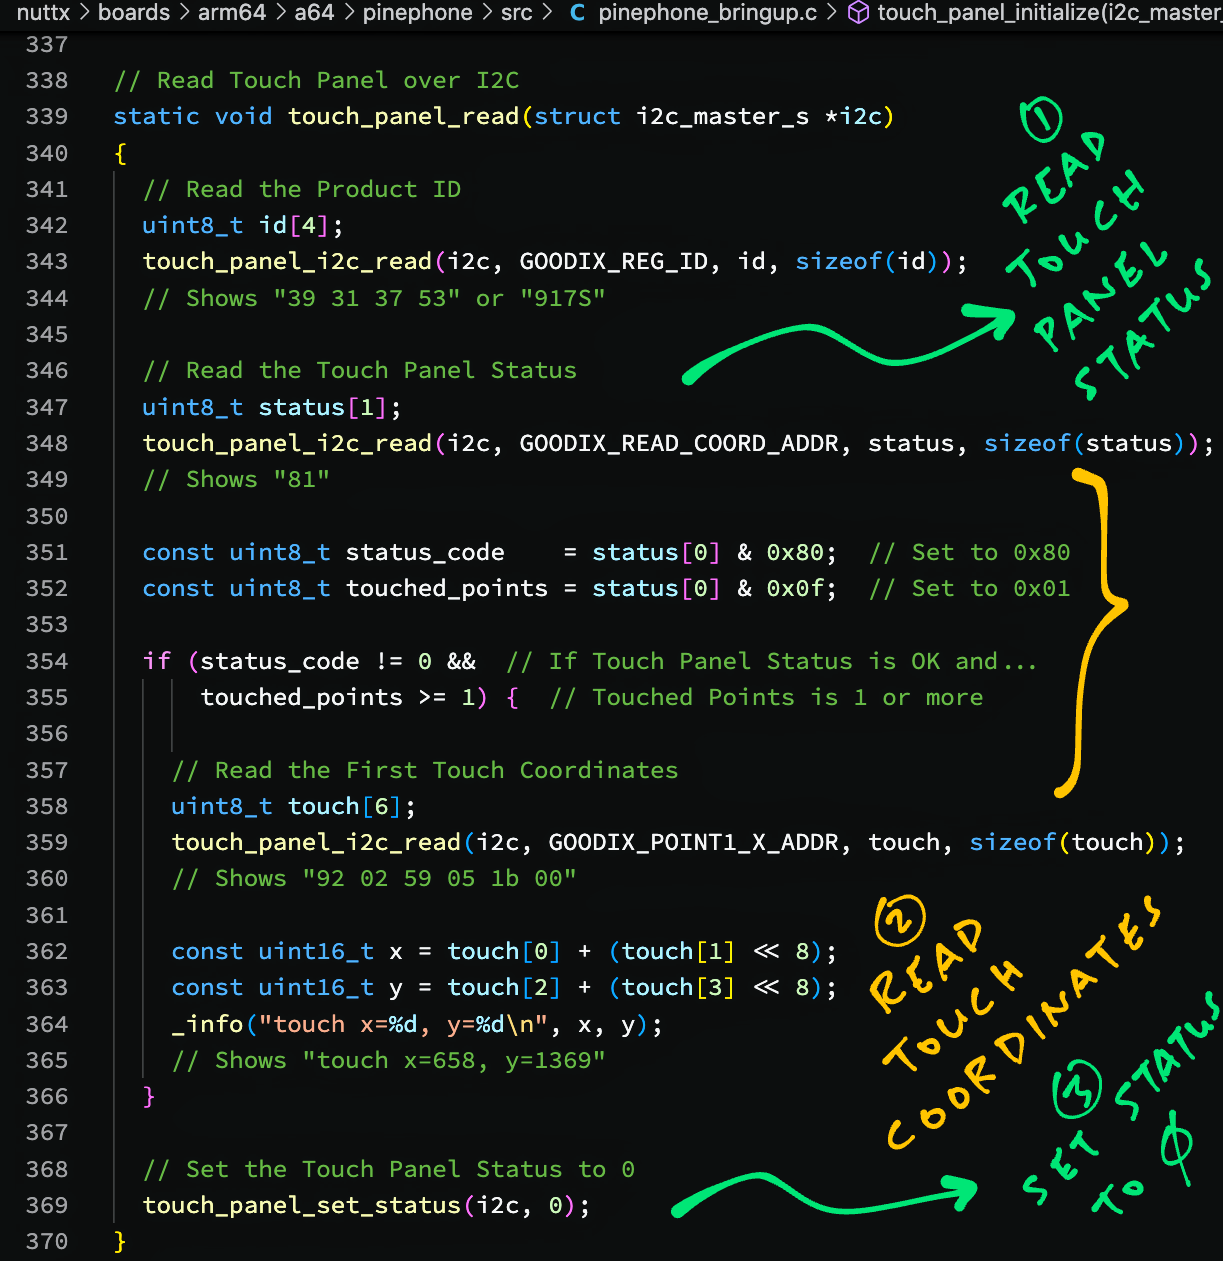 nuttx > boards > arm64 > a64 > pinephone > src > C pinephone_bringup.c > touch_panel_initialize(i2c_master_
337
338 // Read Touch Panel over I2C
339 static void touch_panel_read(struct i2c_master_s *i2c)
340 {
341 // Read the Product ID
342 uint8_t id[4];
343 touch_panel_i2c_read(i2c, GOODIX_REG_ID, id, sizeof(id));
344 // Shows "39 31 37 53" or "917S"
345
346 // Read the Touch Panel Status
347 uint8_t status[1];
348 touch_panel_i2c_read(i2c, GOODIX_READ_COORD_ADDR, status, sizeof(status));
349 // Shows "81"
350
351 const uint8_t status_code    = status[0] & 0x80;  // Set to 0x80
352 const uint8_t touched_points = status[0] & 0x0f;  // Set to 0x01
353
354 if (status_code != 0 &&  // If Touch Panel Status is OK and...
355 touched_points >= 1) {  // Touched Points is 1 or more
356
357 // Read the First Touch Coordinates
358 uint8_t touch[6];
359 touch_panel_i2c_read(i2c, GOODIX_POINT1_X_ADDR, touch, sizeof(touch));
360 // Shows "92 02 59 05 1b 00"
361
362 const uint16_t x = touch[0] + (touch[1] << 8);
363 const uint16_t y = touch[2] + (touch[3] << 8);
364 _info("touch x=%d, y=%d\n", x, y);
365 // Shows "touch x=658, y=1369"
366 }
367
368 // Set the Touch Panel Status to 0
369 touch_panel_set_status(i2c, 0);
370 }
1
READ
TOUCH
PANEL
STATUS
2
READ
TOUCH
COORDINATES
3
SET STATUS
TO 0